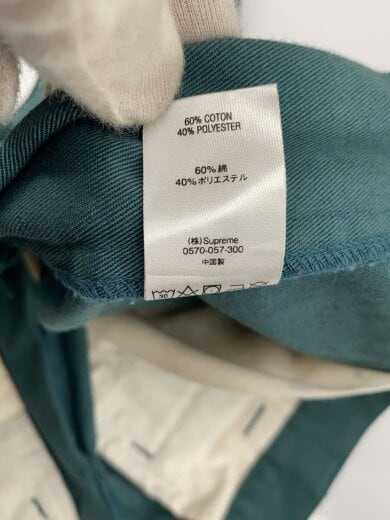 60% COTON
40% POLYESTER
60% 綿
40% ポリエステル
(株)Supreme
0570-057-300
中国製
30